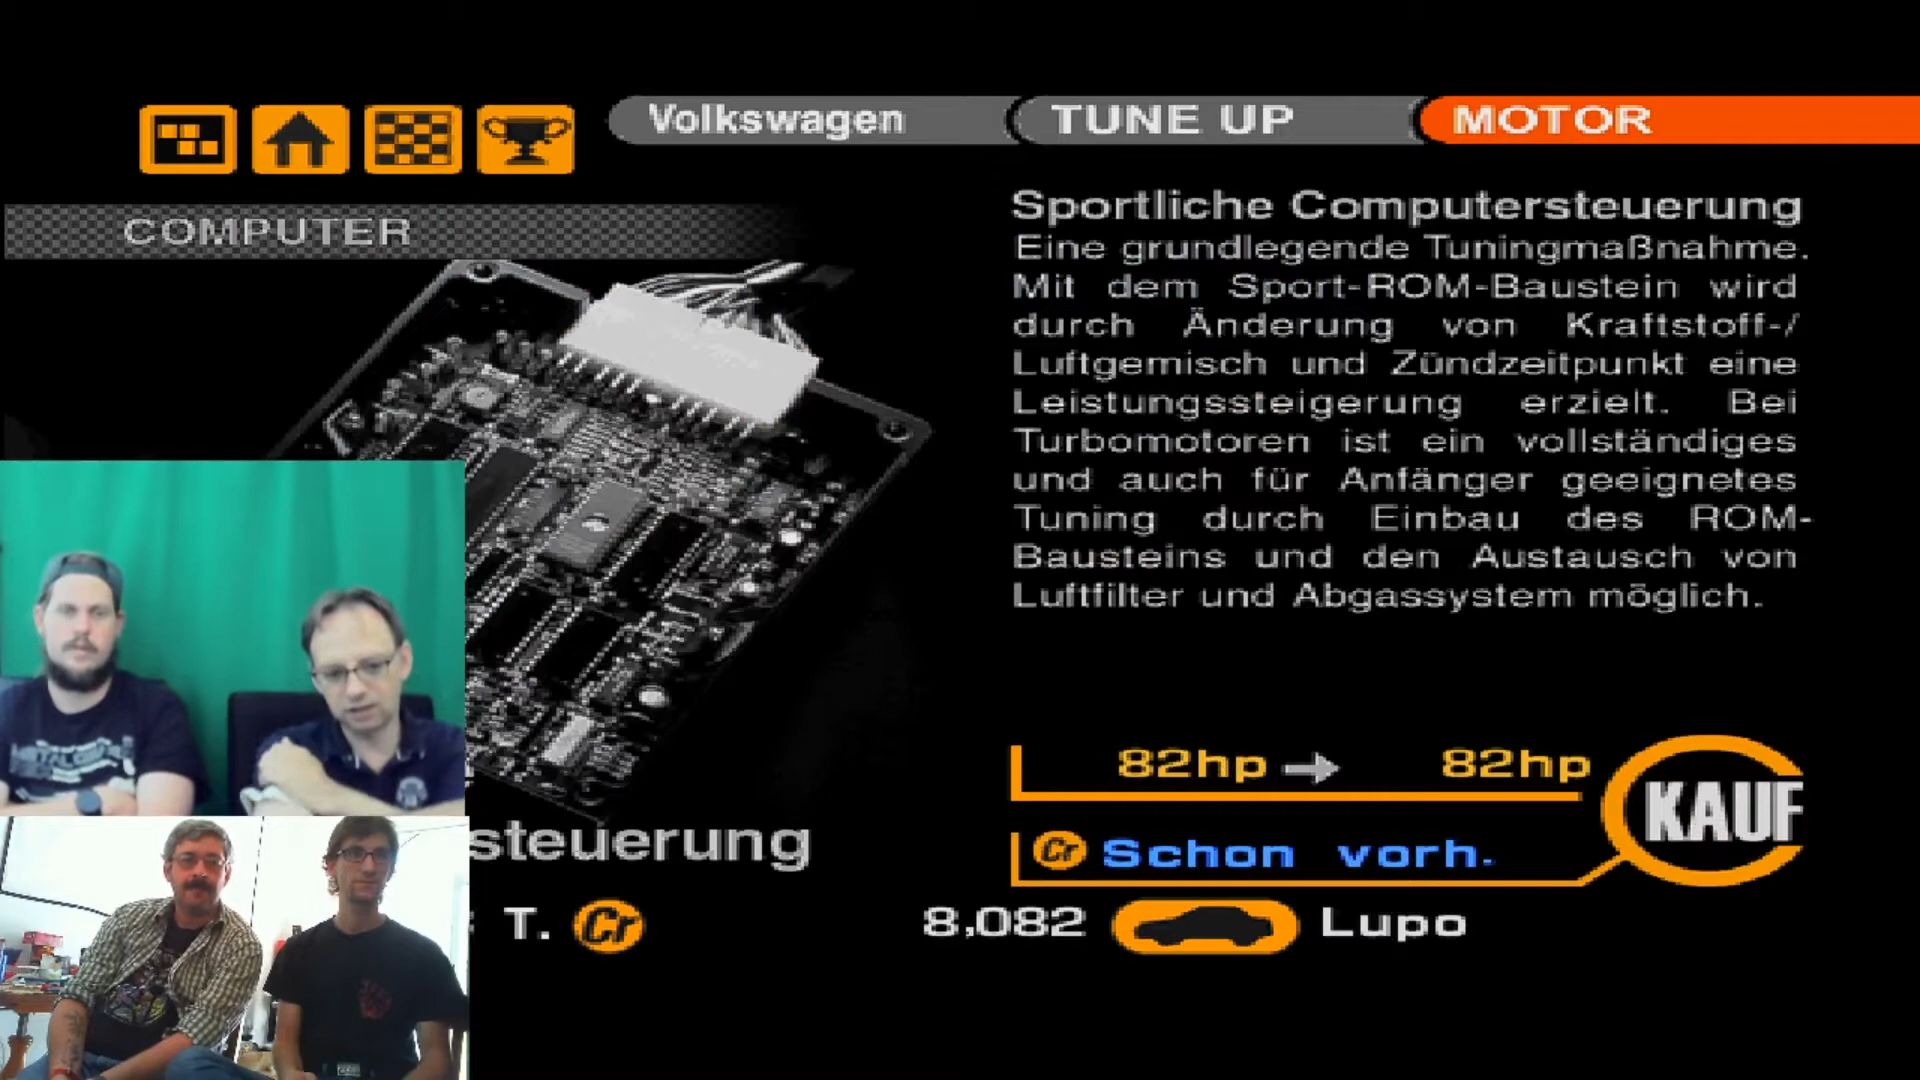 Volkswagen
TUNE UP
MOTOR
COMPUTER
Sportliche Computersteuerung
Eine grundlegende Tuningmaßnahme.
Mit dem Sport-ROM-Baustein wird
durch Änderung von Kraftstoff-/
Luftgemisch und Zündzeitpunkt eine
Leistungssteigerung erzielt. Bei
Turbomotoren ist ein vollständiges
und auch für Anfänger geeignetes
Tuning durch Einbau des ROM-
Bausteins und den Austausch von
Luftfilter und Abgassystem möglich.
82hp 82hp
KAUF
Cr Schon vorh.
steuerung
T. Cr 8,082 Lupo